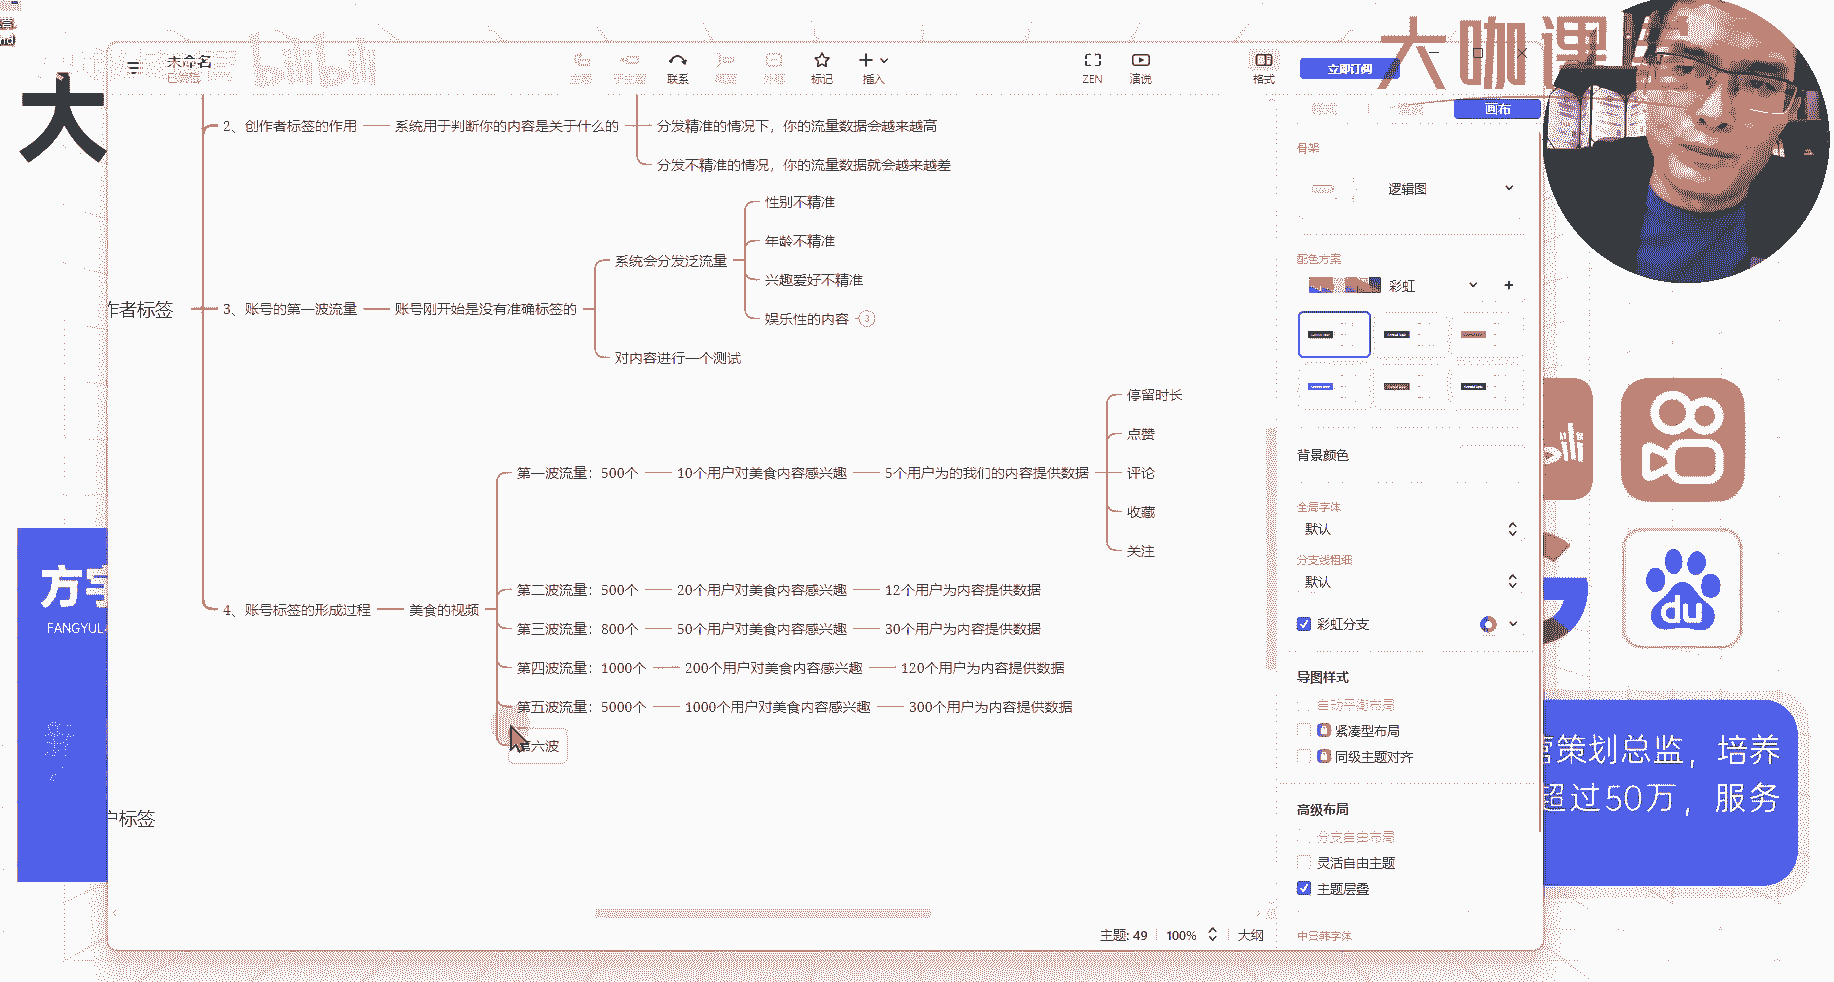 大咖课
bilibili
未命名
联系
标记
插入
ZEN
演说
格式
立即订阅
大
画布
2、创作者标签的作用
系统用于判断你的内容是关于什么的
分发精准的情况下，你的流量数据会越来越高
分发不精准的情况，你的流量数据就会越来越差
骨架
逻辑图
性别不精准
年龄不精准
系统会分发泛流量
兴趣爱好不精准
娱乐性的内容
3
作者标签
3、账号的第一波流量
账号刚开始是没有准确标签的
对内容进行一个测试
配色方案
彩虹
停留时长
点赞
第一波流量：500个
10个用户对美食内容感兴趣
5个用户为的我们的内容提供数据
评论
收藏
关注
背景颜色
全局字体
默认
分支线粗细
默认
第二波流量：500个
20个用户对美食内容感兴趣
12个用户为内容提供数据
4、账号标签的形成过程
美食的视频
第三波流量：800个
50个用户对美食内容感兴趣
30个用户为内容提供数据
彩虹分支
第四波流量：1000个
200个用户对美食内容感兴趣
120个用户为内容提供数据
第五波流量：5000个
1000个用户对美食内容感兴趣
300个用户为内容提供数据
第六波
导图样式
自动平衡布局
紧凑型布局
同级主题对齐
高级布局
分支自由布局
灵活自由主题
主题层叠
中日韩字体
户标签
主题: 49
100%
大纲
方宇
FANGYUL
bili
du
营策划总监，培养
超过50万，服务